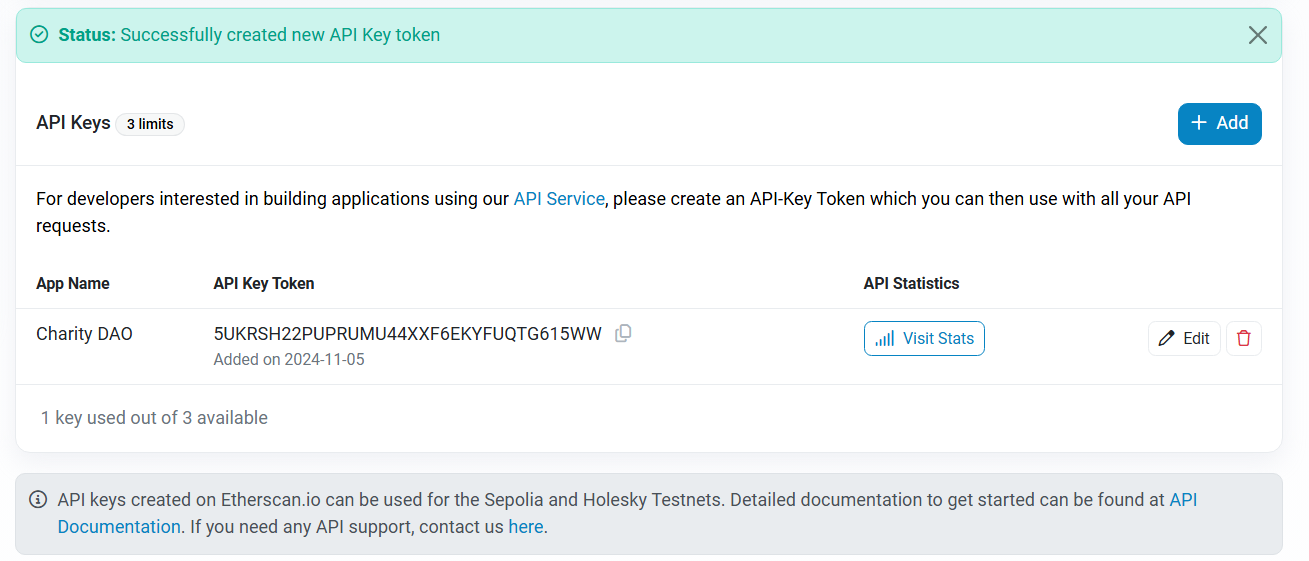 Status: Successfully created new API Key token
API Keys 3 limits
+ Add
For developers interested in building applications using our API Service, please create an API-Key Token which you can then use with all your API
requests.
App Name API Key Token API Statistics
Charity DAO 5UKRSH22PUPRUMU44XXF6EKYFUQTG615WW Visit Stats Edit
Added on 2024-11-05
1 key used out of 3 available
API keys created on Etherscan.io can be used for the Sepolia and Holesky Testnets. Detailed documentation to get started can be found at API
Documentation. If you need any API support, contact us here.